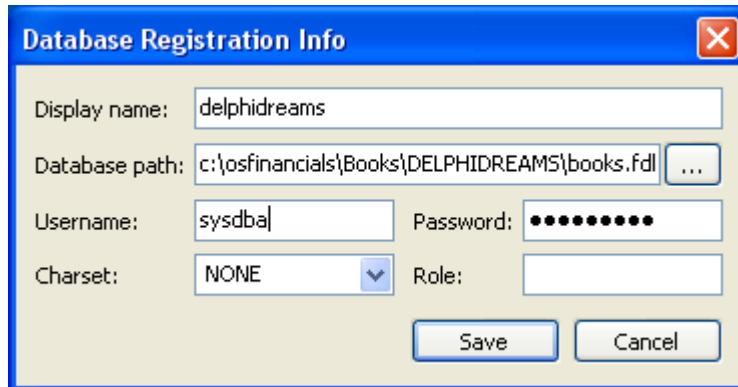 Database Registration Info
Display name: delphidreams
Database path: c:\osfinancials\Books\DELPHIDREAMS\books.fdl ...
Username: sysdba Password: •••••••••
Charset: NONE Role:
Save Cancel